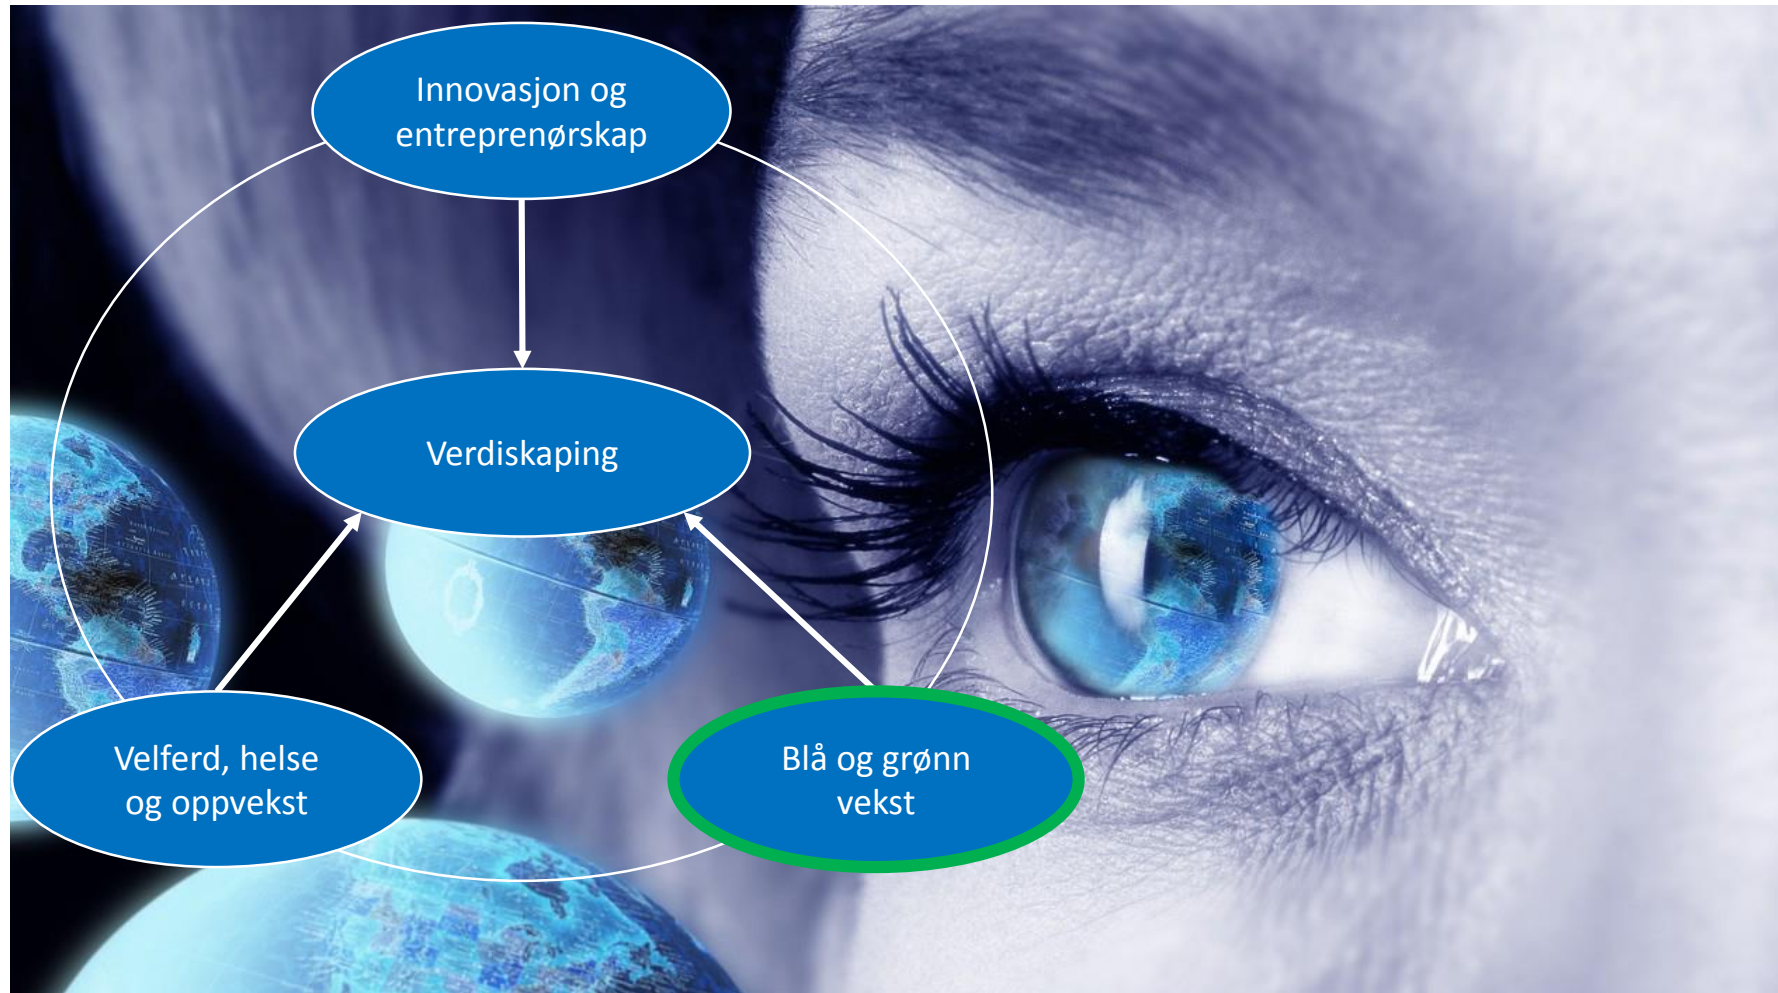 Innovasjon og
entreprenørskap
Verdiskaping
Velferd, helse
og oppvekst
Blå og grønn
vekst